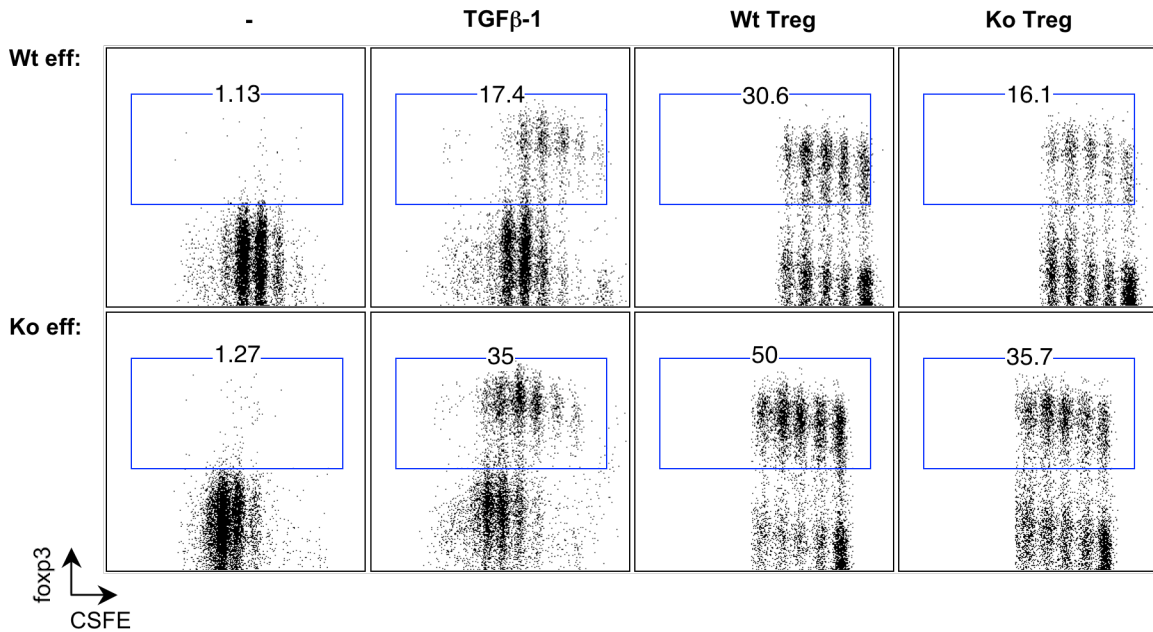 - TGFβ-1 Wt Treg Ko Treg
Wt eff:
1.13 17.4 30.6 16.1
Ko eff:
1.27 35 50 35.7
foxp3
CSFE